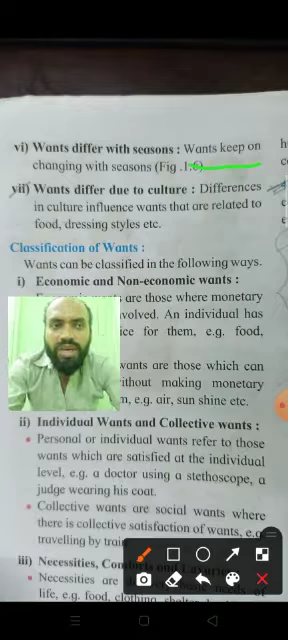 vi) Wants differ with seasons : Wants keep on
changing with seasons (Fig .1.6)
vii) Wants differ due to culture : Differences
in culture influence wants that are related to
food, dressing styles etc.
Classification of Wants :
Wants can be classified in the following ways.
i) Economic and Non-economic wants :
are those where monetary
involved. An individual has
for them, e.g. food,
wants are those which can
without making monetary
e.g. air, sun shine etc.
ii) Individual Wants and Collective wants :
• Personal or individual wants refer to those
wants which are satisfied at the individual
level, e.g. a doctor using a stethoscope, a
judge wearing his coat.
• Collective wants are social wants where
there is collective satisfaction of wants, e.g.
travelling by train
iii) Necessities, Comforts and Luxuries
• Necessities are
life, e.g. food, clothing, shelter